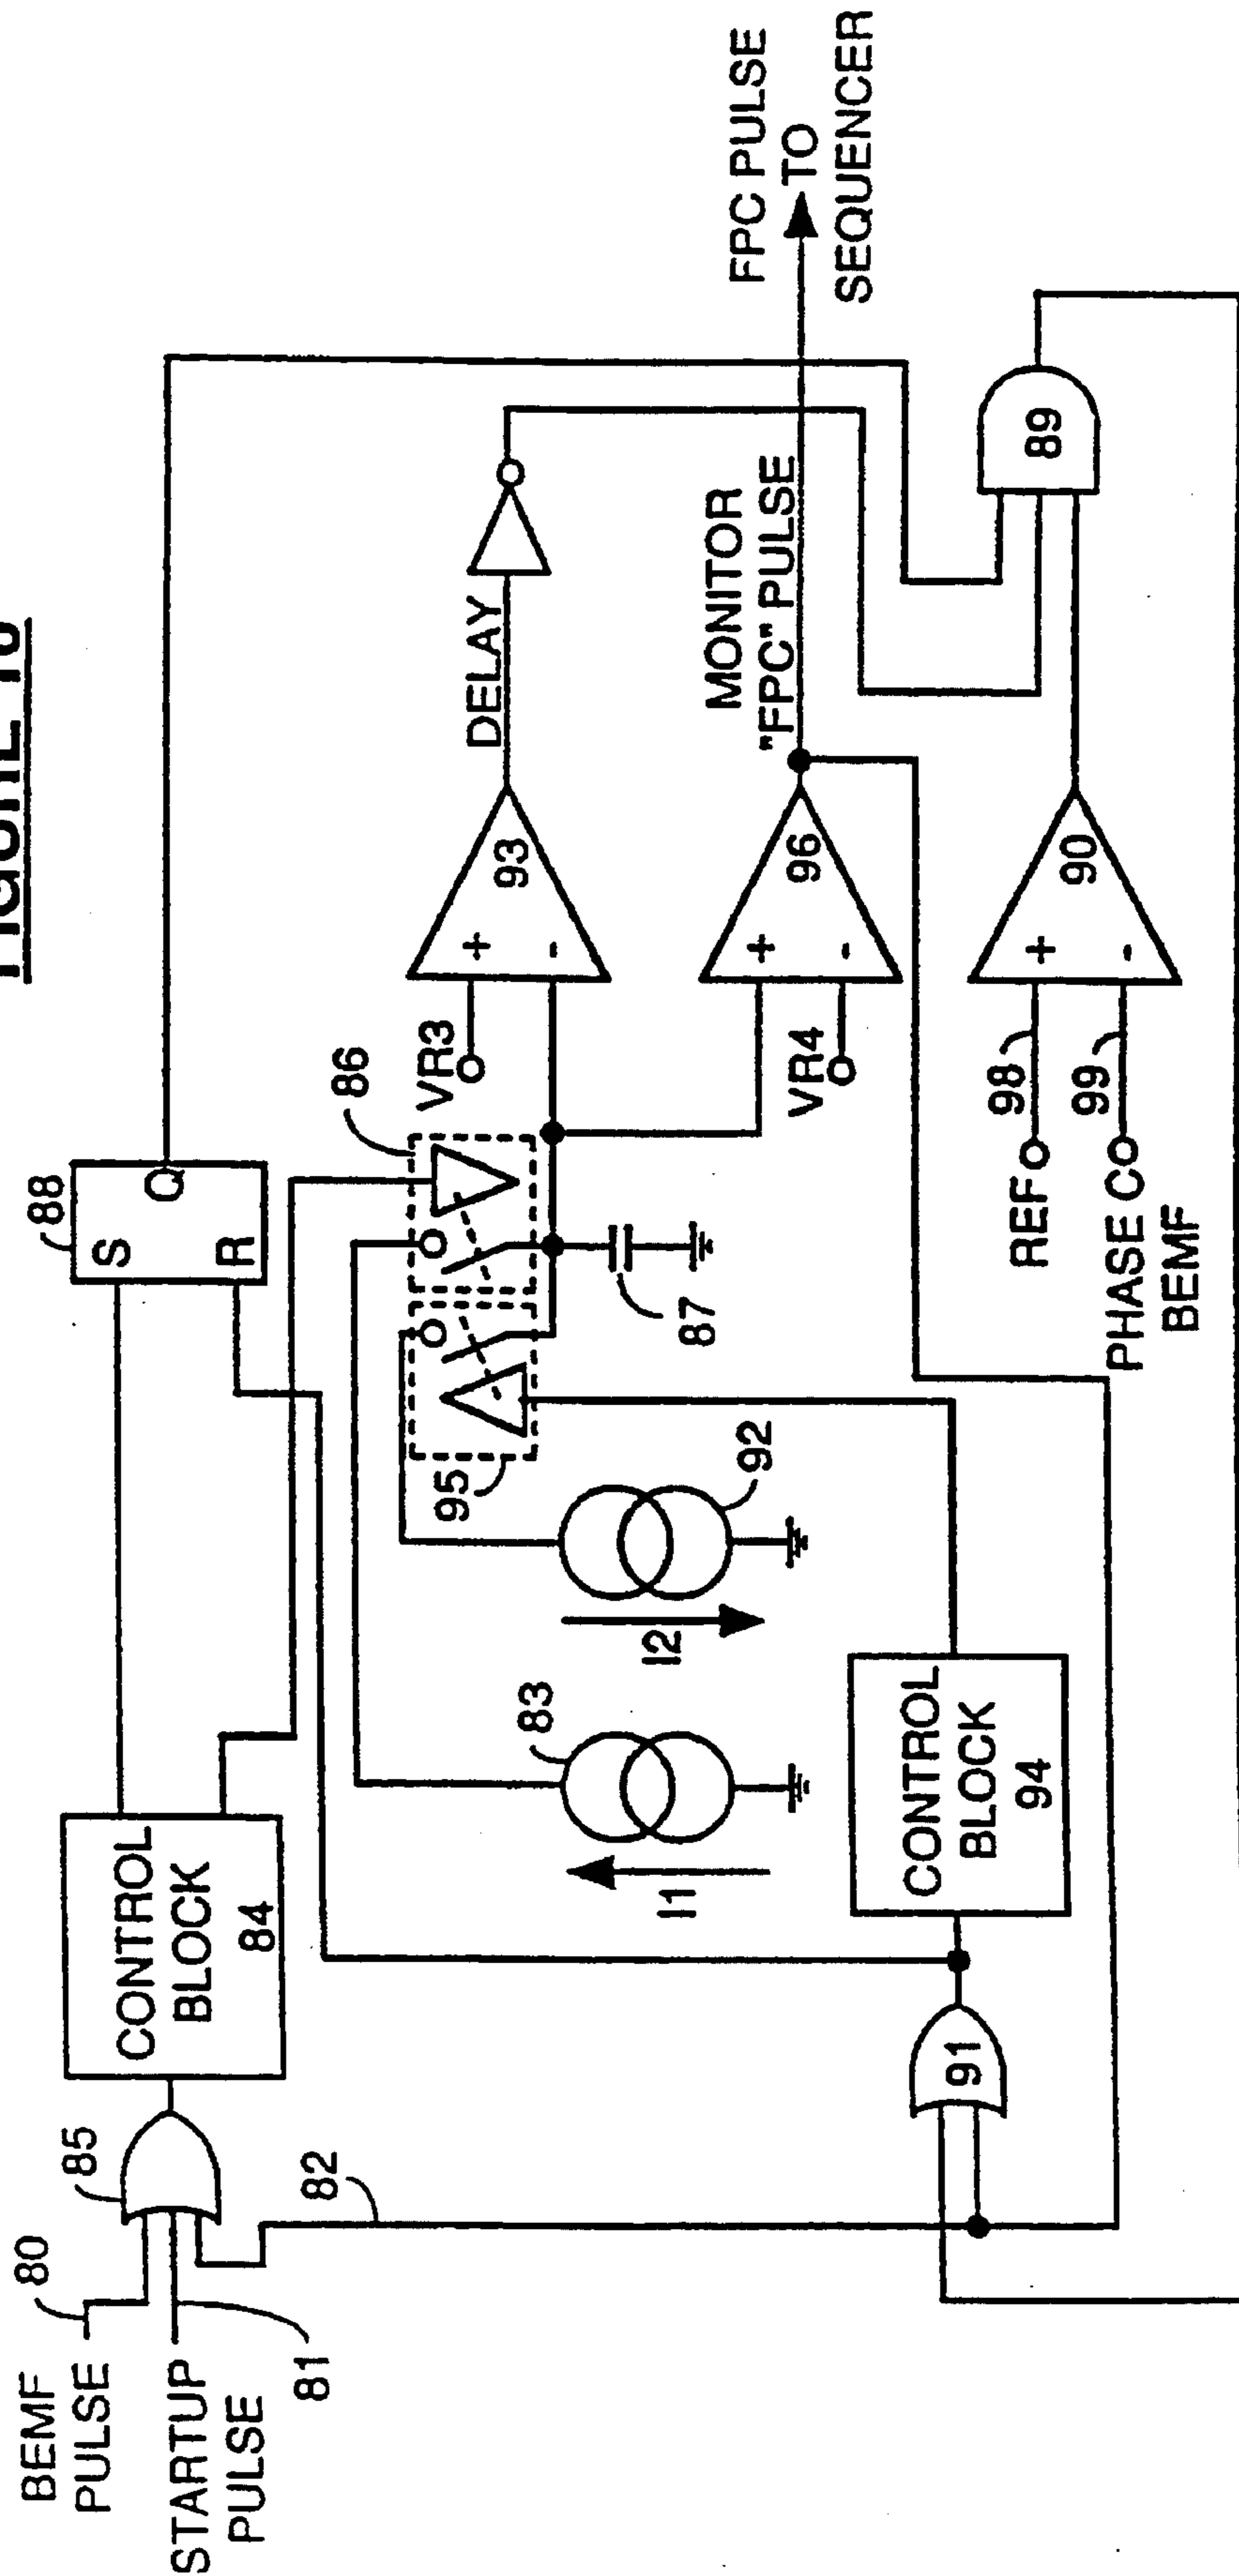 FIGURE
BEMF
PULSE
80
STARTUP
PULSE
81
85
82
CONTROL
BLOCK
84
88
S
R
Q
83
I1
I2
92
95
86
87
VR3
+
-
93
DELAY
VR4
+
-
96
MONITOR
"FPC" PULSE
FPC PULSE
TO
SEQUENCER
91
CONTROL
BLOCK
94
REF
98
PHASE C
BEMF
99
+
-
90
89